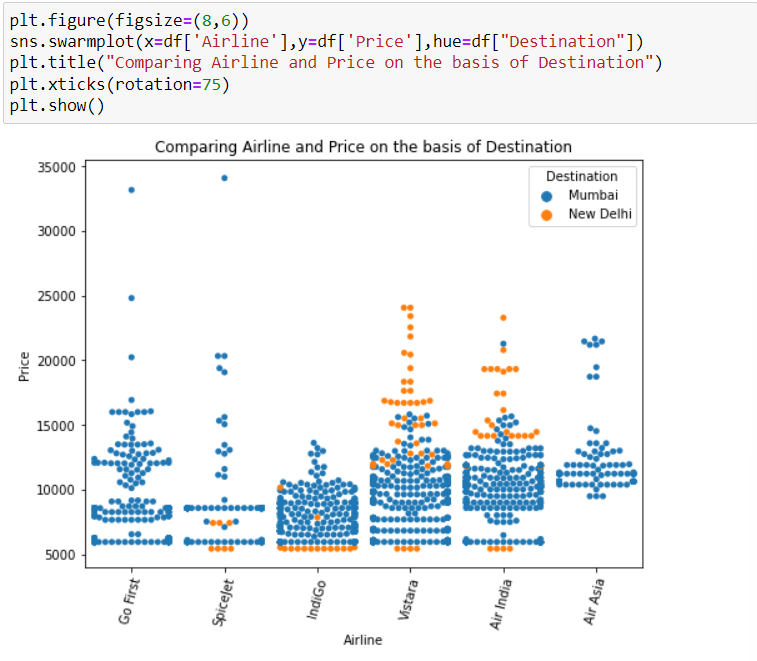 plt.figure(figsize=(8,6))
sns.swarmplot(x=df['Airline'],y=df['Price'],hue=df["Destination"])
plt.title("Comparing Airline and Price on the basis of Destination")
plt.xticks(rotation=75)
plt.show()
Comparing Airline and Price on the basis of Destination
Destination
Mumbai
New Delhi
35000
30000
25000
20000
15000
10000
5000
Price
Go First
SpiceJet
IndiGo
Vistara
Air India
Air Asia
Airline